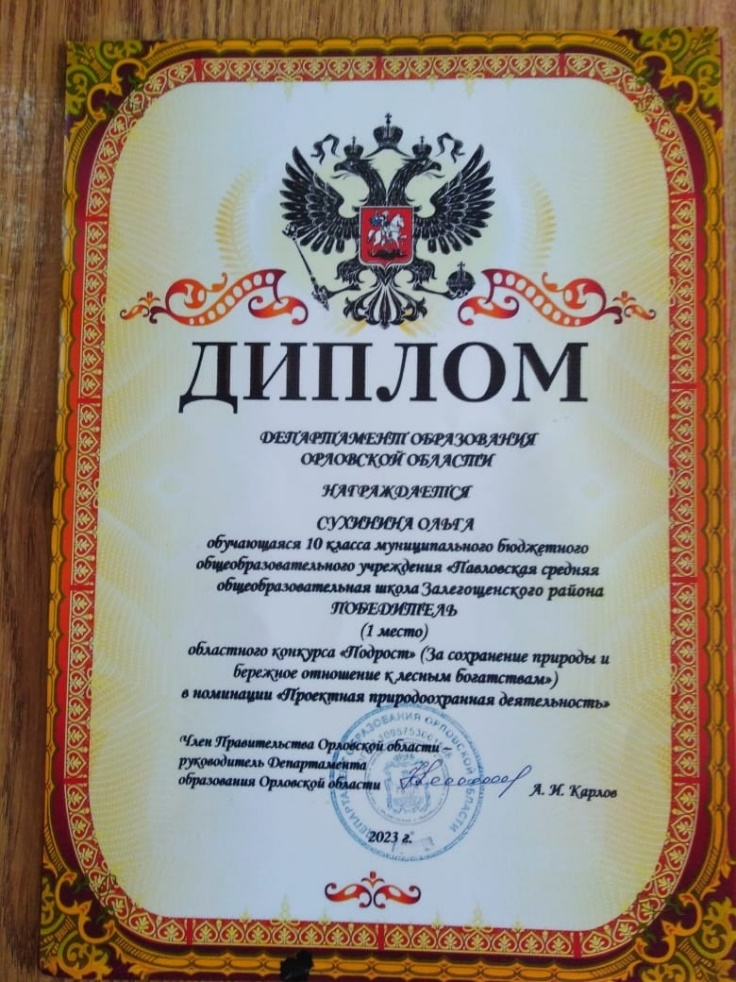 ДИПЛОМ
ДЕПАРТАМЕНТ ОБРАЗОВАНИЯ
ОРЛОВСКОЙ ОБЛАСТИ
НАГРАЖДАЕТСЯ
СУХИНИНА ОЛЬГА
обучающаяся 10 класса муниципального бюджетного
общеобразовательного учреждения «Павловская средняя
общеобразовательная школа Залегощенского района
ПОБЕДИТЕЛЬ
(1 место)
областного конкурса «Подрост» (За сохранение природы и
бережное отношение к лесным богатствам»)
в номинации «Проектная природоохранная деятельность»
Член Правительства Орловской области –
руководитель Департамента
образования Орловской области
А. И. Карлов
2023 г.
ДЕПАРТАМЕНТ ОБРАЗОВАНИЯ ОРЛОВСКОЙ ОБЛАСТИ